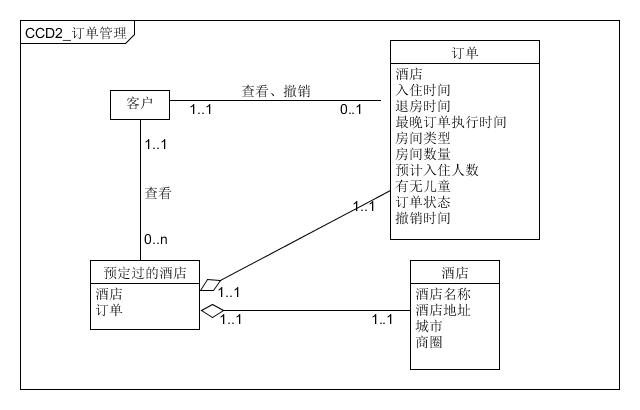 CCD2_订单管理
订单
酒店
入住时间
退房时间
最晚订单执行时间
房间类型
房间数量
预计入住人数
有无儿童
订单状态
撤销时间
客户
查看、撤销
1..1
0..1
1..1
查看
0..n
1..1
预定过的酒店
酒店
订单
1..1
1..1
1..1
酒店
酒店名称
酒店地址
城市
商圈